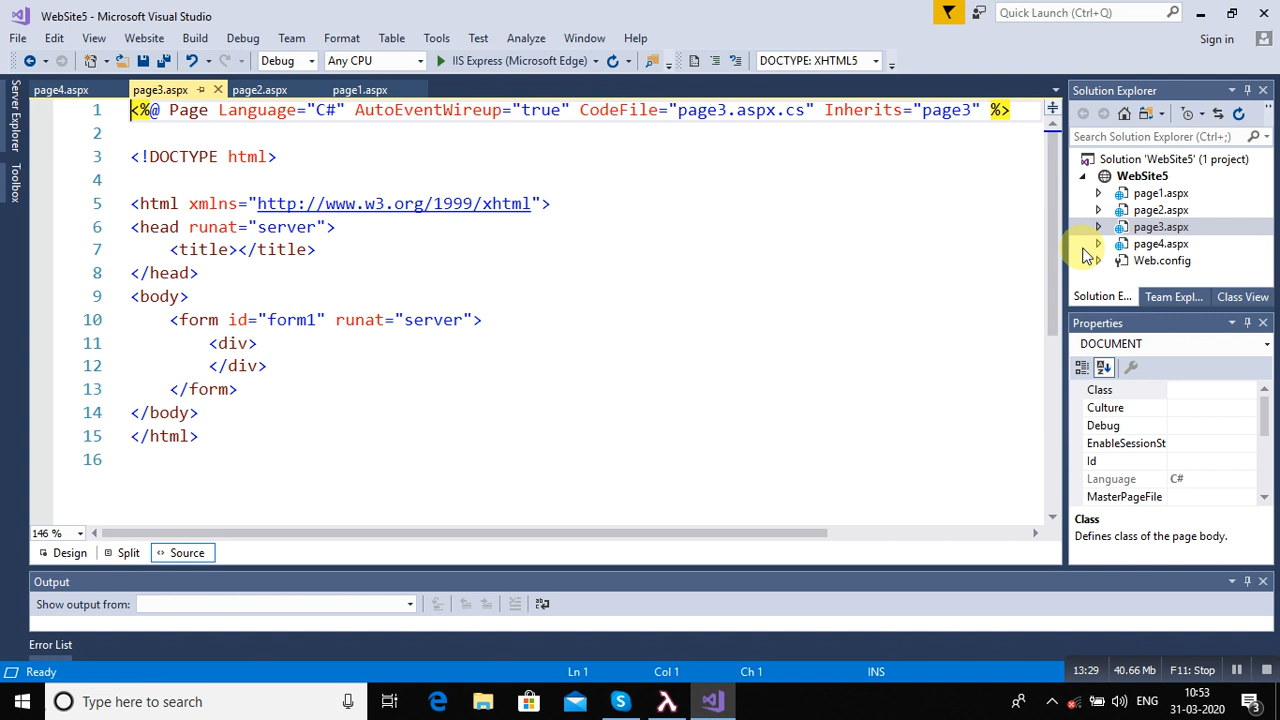 WebSite5 - Microsoft Visual Studio
Quick Launch (Ctrl+Q)
File Edit View Website Build Debug Team Format Table Tools Test Analyze Window Help
Sign in
Debug Any CPU IIS Express (Microsoft Edge) DOCTYPE: XHTML5
Server Explorer
Toolbox
page4.aspx page3.aspx page2.aspx page1.aspx
1 <%@ Page Language="C#" AutoEventWireup="true" CodeFile="page3.aspx.cs" Inherits="page3" %>
2
3 <!DOCTYPE html>
4
5 <html xmlns="http://www.w3.org/1999/xhtml">
6 <head runat="server">
7 <title></title>
8 </head>
9 <body>
10 <form id="form1" runat="server">
11 <div>
12 </div>
13 </form>
14 </body>
15 </html>
16
146 %
Design Split Source
Solution Explorer
Search Solution Explorer (Ctrl+;)
Solution 'WebSite5' (1 project)
WebSite5
page1.aspx
page2.aspx
page3.aspx
page4.aspx
Web.config
Solution E... Team Expl... Class View
Properties
DOCUMENT
Class
Culture
Debug
EnableSessionSt
Id
Language C#
MasterPageFile
Class
Defines class of the page body.
Output
Show output from:
Error List
Ready Ln 1 Col 1 Ch 1 INS
13:29 40.66 MB F11: Stop
Type here to search
ENG
10:53
31-03-2020
3